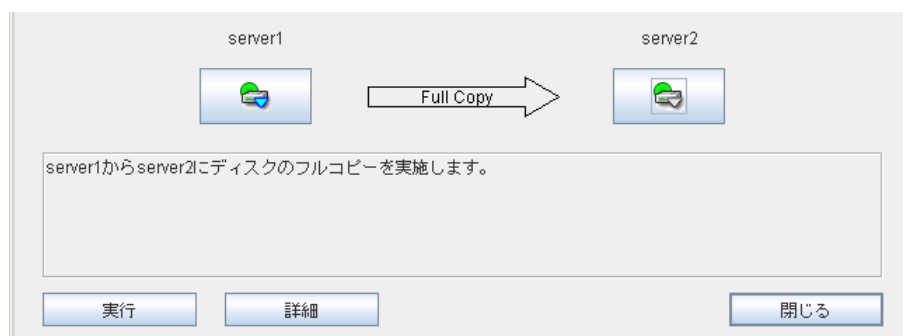 server1
server2
Full Copy
server1からserver2にディスクのフルコピーを実施します。
実行
詳細
閉じる